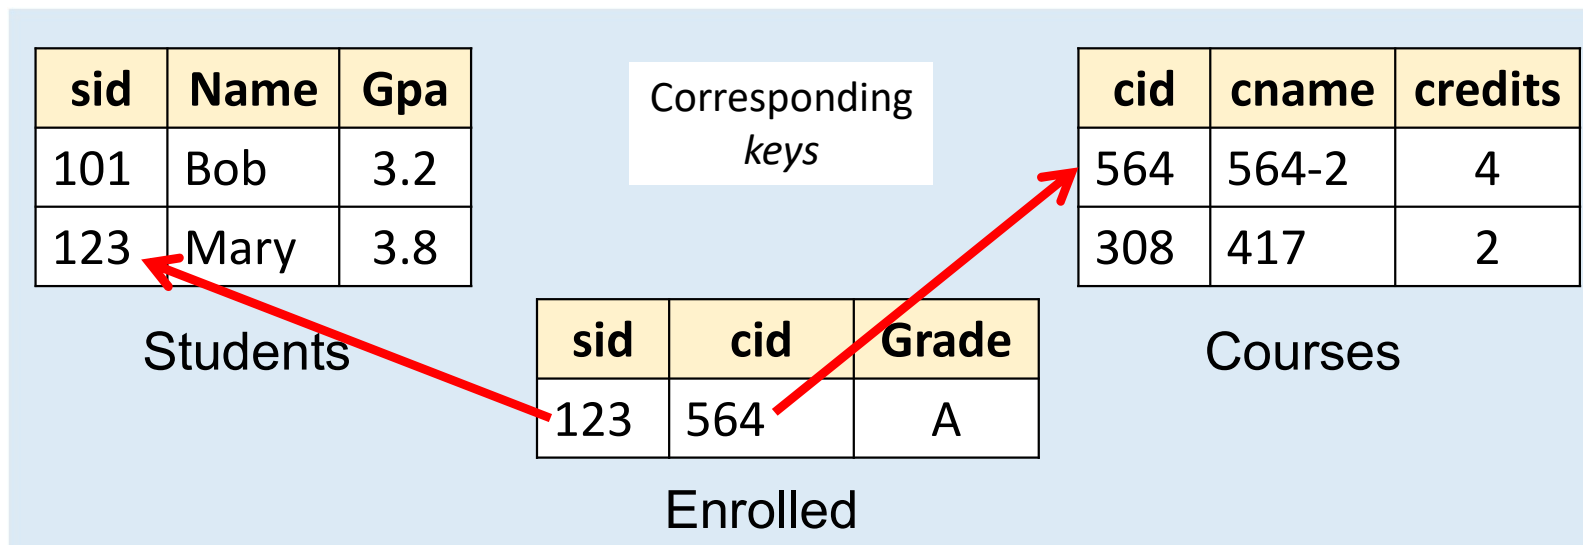 sid Name Gpa
101 Bob 3.2
123 Mary 3.8
Students
Corresponding
keys
cid cname credits
564 564-2 4
308 417 2
Courses
sid cid Grade
123 564 A
Enrolled